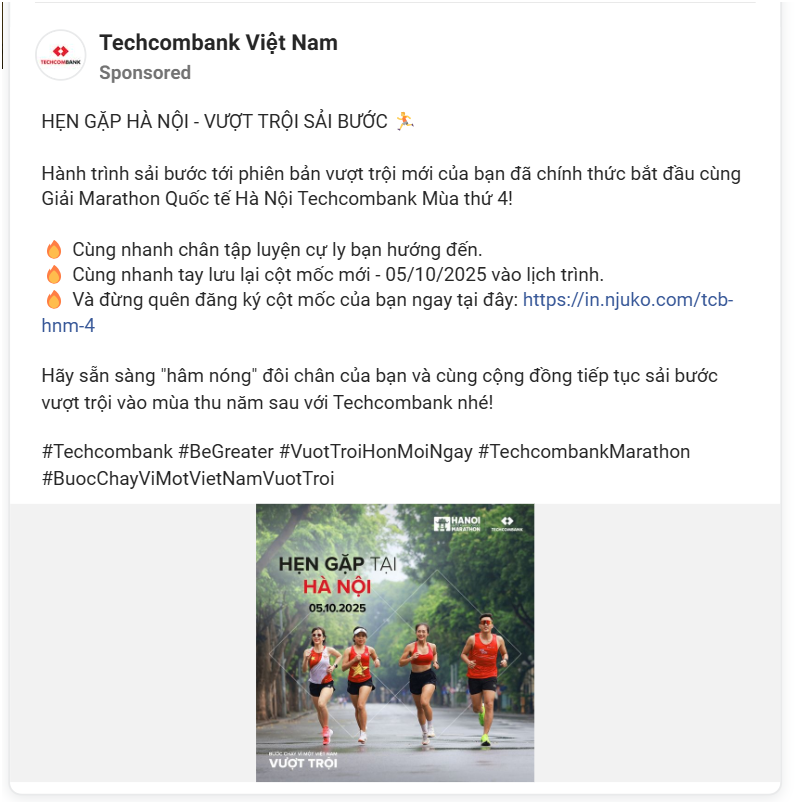 TECHCOMBANK
Techcombank Việt Nam
Sponsored
HẸN GẶP HÀ NỘI - VƯỢT TRỘI SẢI BƯỚC 🏃
Hành trình sải bước tới phiên bản vượt trội mới của bạn đã chính thức bắt đầu cùng
Giải Marathon Quốc tế Hà Nội Techcombank Mùa thứ 4!
🔥 Cùng nhanh chân tập luyện cự ly bạn hướng đến.
🔥 Cùng nhanh tay lưu lại cột mốc mới - 05/10/2025 vào lịch trình.
🔥 Và đừng quên đăng ký cột mốc của bạn ngay tại đây: https://in.njuko.com/tcb-
hnm-4
Hãy sẵn sàng "hâm nóng" đôi chân của bạn và cùng cộng đồng tiếp tục sải bước
vượt trội vào mùa thu năm sau với Techcombank nhé!
#Techcombank #BeGreater #VuotTroiHonMoiNgay #TechcombankMarathon
#BuocChayViMotVietNamVuotTroi
HANOI
MARATHON
TECHCOMBANK
HẸN GẶP TẠI
HÀ NỘI
05.10.2025
BƯỚC CHẠY VÌ MỘT VIỆT NAM
VƯỢT TRỘI